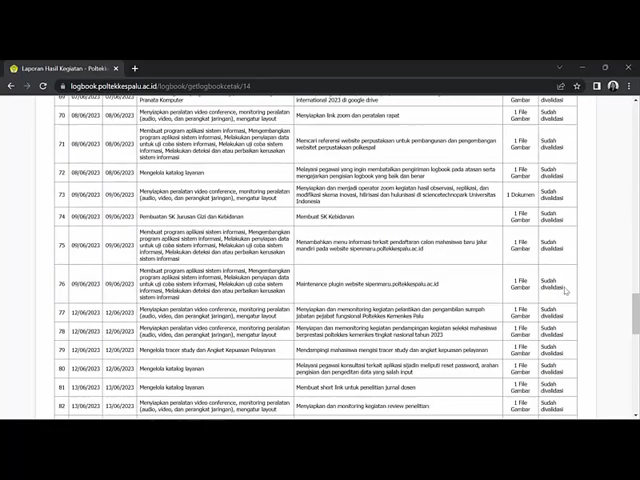 Laporan Hasil Kegiatan - Poltekk
logbook.poltekkespalu.ac.id/logbook/getlogbookcetak/14
69 07/06/2023 07/06/2023 Pranata Komputer international 2023 di google drive Gambar divalidasi
70 08/06/2023 08/06/2023 Menyiapkan peralatan video conference, monitoring peralatan Menyiapkan link zoom dan peralatan rapat 1 File Sudah
(audio, video, dan perangkat jaringan), mengatur layout Gambar divalidasi
Membuat program aplikasi sistem informasi, Mengembangkan
program aplikasi sistem informasi, Melakukan penyiapan data
71 08/06/2023 08/06/2023 untuk uji coba sistem informasi, Melakukan uji coba sistem Mencari referensi website perpustakaan untuk pembangunan dan pengembangan 1 File Sudah
informasi, Melakukan deteksi dan atau perbaikan kerusakan websitet perpustakaan polkespal Gambar divalidasi
sistem informasi
72 08/06/2023 08/06/2023 Mengelola katalog layanan Melayani pegawai yang ingin membatalkan pengiriman logbook pada atasan serta 1 File Sudah
mengajarkan pengisian logbook yang baik dan benar Gambar divalidasi
73 09/06/2023 09/06/2023 Menyiapkan peralatan video conference, monitoring peralatan Menyiapkan dan menjadi operator zoom kegiatan hasil observasi, replikasi, dan 1 Dokumen Sudah
(audio, video, dan perangkat jaringan), mengatur layout modifikasi skema inovasi, hilirisasi dan hulunisasi di sciencetechnopark Universitas divalidasi
Indonesia
74 09/06/2023 09/06/2023 Pembuatan SK Jurusan Gizi dan Kebidanan Membuat SK Kebidanan 1 File Sudah
Gambar divalidasi
Membuat program aplikasi sistem informasi, Mengembangkan
program aplikasi sistem informasi, Melakukan penyiapan data
75 09/06/2023 09/06/2023 untuk uji coba sistem informasi, Melakukan uji coba sistem Menambahkan menu informasi terkait pendaftaran calon mahasiswa baru jalur 1 File Sudah
informasi, Melakukan deteksi dan atau perbaikan kerusakan mandiri pada website sipenmaru.poltekkespalu.ac.id Gambar divalidasi
sistem informasi
Membuat program aplikasi sistem informasi, Mengembangkan
program aplikasi sistem informasi, Melakukan penyiapan data
76 09/06/2023 09/06/2023 untuk uji coba sistem informasi, Melakukan uji coba sistem Maintenance plugin website sipenmaru.poltekkespalu.ac.id 1 File Sudah
informasi, Melakukan deteksi dan atau perbaikan kerusakan Gambar divalidasi
sistem informasi
77 12/06/2023 12/06/2023 Menyiapkan peralatan video conference, monitoring peralatan Menyiapkan dan memonitoring kegiatan pelantikan dan pengambilan sumpah 1 File Sudah
(audio, video, dan perangkat jaringan), mengatur layout jabatan pejabat fungsional Poltekkes Kemenkes Palu Gambar divalidasi
78 12/06/2023 12/06/2023 Menyiapkan peralatan video conference, monitoring peralatan Menyiapan dan memonitoring kegiatan pendampingan kegiatan seleksi mahasiswa 1 File Sudah
(audio, video, dan perangkat jaringan), mengatur layout berprestasi poltekkes kemenkes tingkat nasional tahun 2023 Gambar divalidasi
79 12/06/2023 12/06/2023 Mengelola tracer study dan Angket Kepuasan Pelayanan Mendampingi mahasiswa mengisi tracer study dan angket kepuasan pelayanan 1 File Sudah
Gambar divalidasi
80 12/06/2023 12/06/2023 Mengelola katalog layanan Melayani pegawai konsultasi terkait aplikasi sijadin meliputi reset password, arahan 1 File Sudah
pengisian dan pengeditan data yang salah input Gambar divalidasi
81 13/06/2023 13/06/2023 Mengelola katalog layanan Membuat short link untuk penelitian jurnal dosen 1 File Sudah
Gambar divalidasi
82 13/06/2023 13/06/2023 Menyiapkan peralatan video conference, monitoring peralatan Menyiapkan dan monitoring kegiatan review penelitian 1 File Sudah
(audio, video, dan perangkat jaringan), mengatur layout Gambar divalidasi